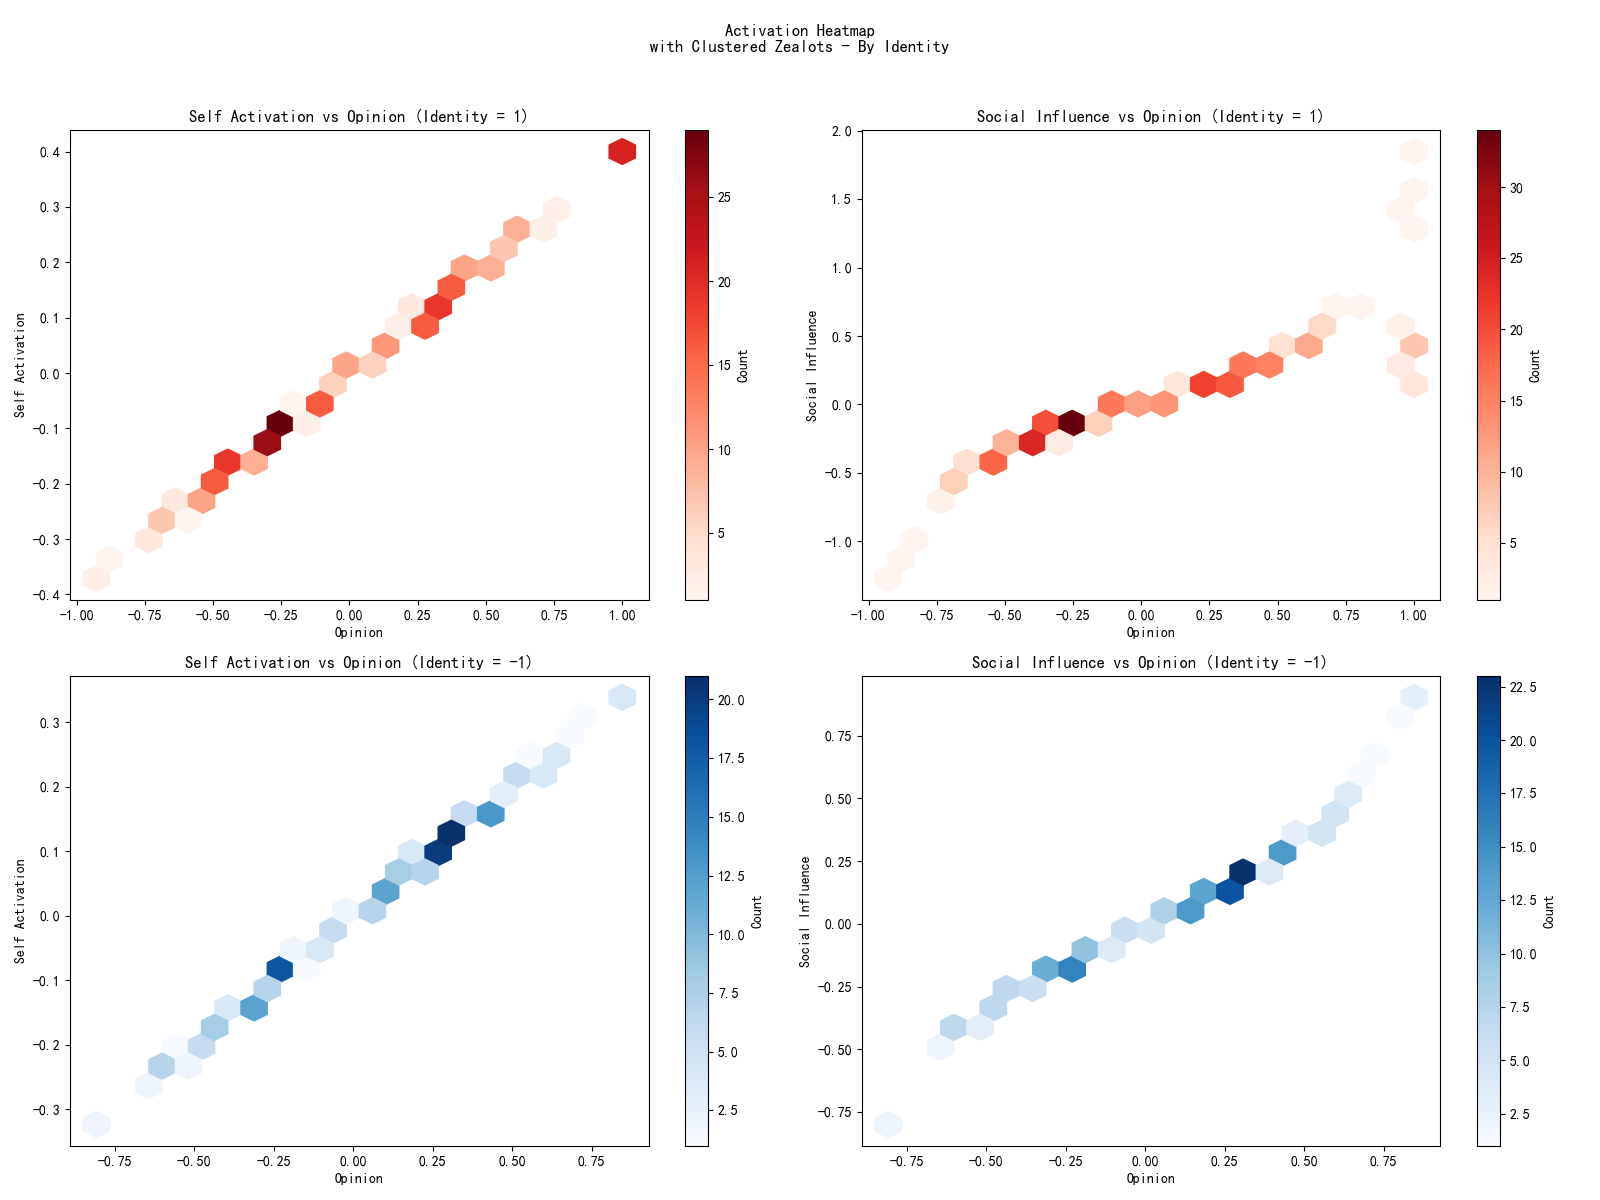 Activation Heatmap
with Clustered Zealots - By Identity
Self Activation vs Opinion (Identity = 1)
0.4
0.3
0.2
0.1
0.0
-0.1
-0.2
-0.3
-0.4
Self Activation
-1.00 -0.75 -0.50 -0.25 0.00 0.25 0.50 0.75 1.00
Opinion
25
20
15
10
5
Count
Social Influence vs Opinion (Identity = 1)
2.0
1.5
1.0
0.5
0.0
-0.5
-1.0
Social Influence
-1.00 -0.75 -0.50 -0.25 0.00 0.25 0.50 0.75 1.00
Opinion
30
25
20
15
10
5
Count
Self Activation vs Opinion (Identity = -1)
0.3
0.2
0.1
0.0
-0.1
-0.2
-0.3
Self Activation
-0.75 -0.50 -0.25 0.00 0.25 0.50 0.75
Opinion
20.0
17.5
15.0
12.5
10.0
7.5
5.0
2.5
Count
Social Influence vs Opinion (Identity = -1)
0.75
0.50
0.25
0.00
-0.25
-0.50
-0.75
Social Influence
-0.75 -0.50 -0.25 0.00 0.25 0.50 0.75
Opinion
22.5
20.0
17.5
15.0
12.5
10.0
7.5
5.0
2.5
Count